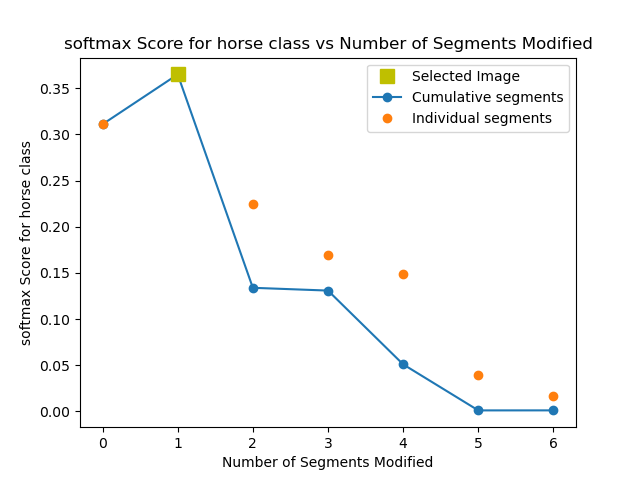 softmax Score for horse class vs Number of Segments Modified
Selected Image
Cumulative segments
Individual segments
softmax Score for horse class
0.35
0.30
0.25
0.20
0.15
0.10
0.05
0.00
0 1 2 3 4 5 6
Number of Segments Modified